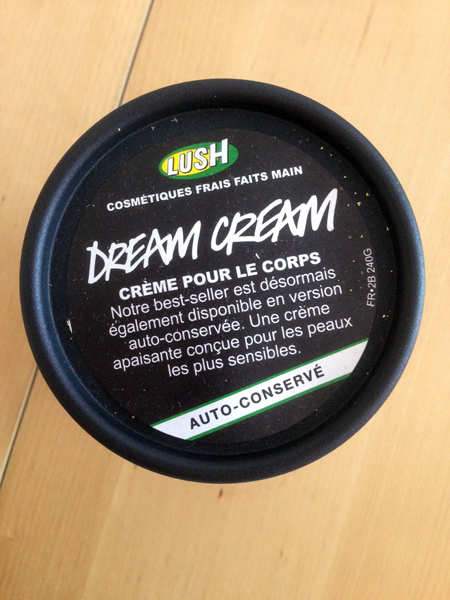 LUSH
COSMÉTIQUES FRAIS FAITS MAIN
DREAM CREAM
CRÈME POUR LE CORPS
Notre best-seller est désormais
également disponible en version
auto-conservée. Une crème
apaisante conçue pour les peaux
les plus sensibles.
FR•2B 240G
AUTO-CONSERVÉ